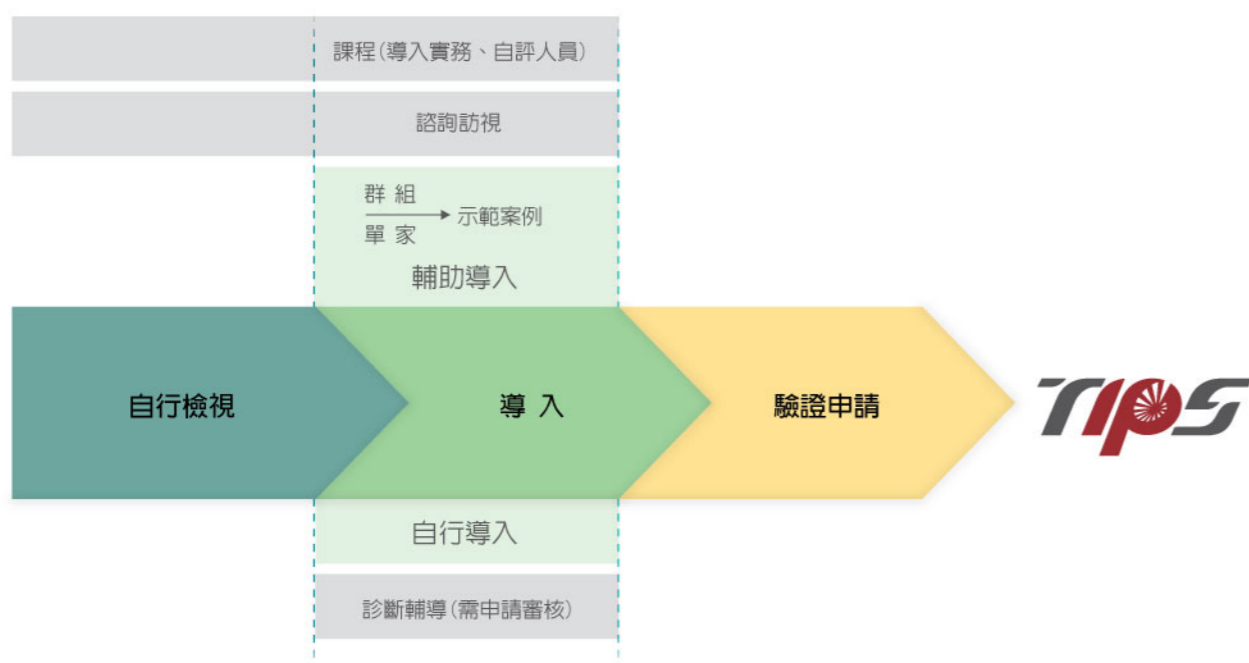 課程(導入實務、自評人員)
諮詢訪視
群 組
單 家
示範案例
輔助導入
自行檢視
導 入
驗證申請
TIPS
自行導入
診斷輔導(需申請審核)